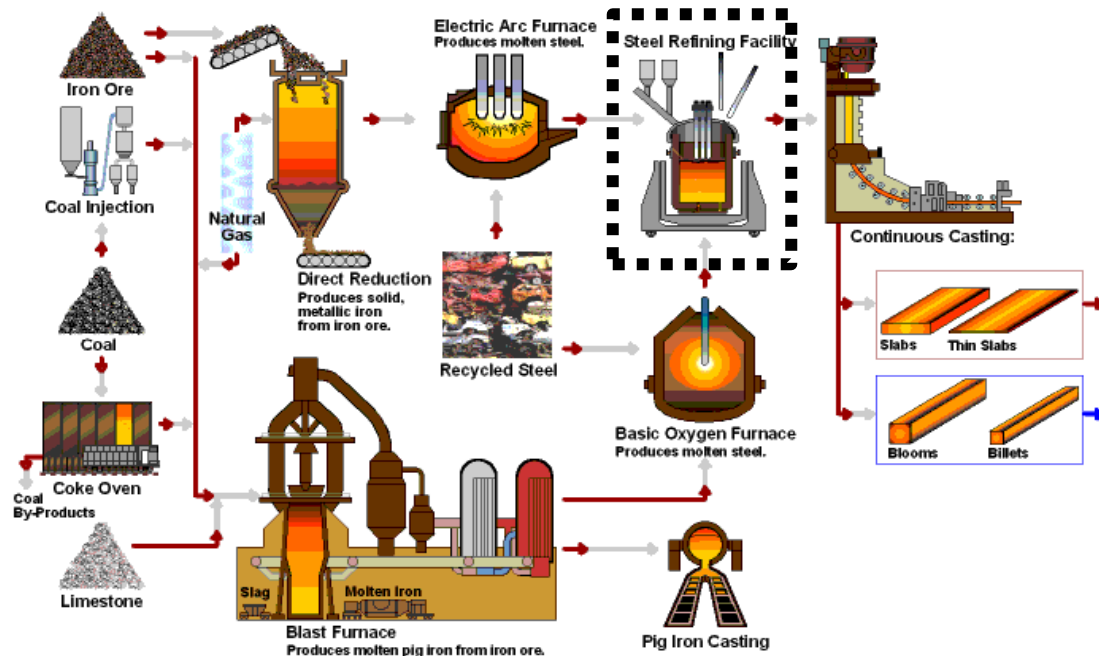 Electric Arc Furnace
Produces molten steel.
Steel Refining Facility
Iron Ore
Coal Injection
Natural
Gas
Direct Reduction
Produces solid,
metallic iron
from iron ore.
Continuous Casting:
Coal
Recycled Steel
Slabs
Thin Slabs
Basic Oxygen Furnace
Produces molten steel.
Blooms
Billets
Coke Oven
Coal
By-Products
Limestone
Slag
Molten Iron
Blast Furnace
Produces molten pig iron from iron ore.
Pig Iron Casting